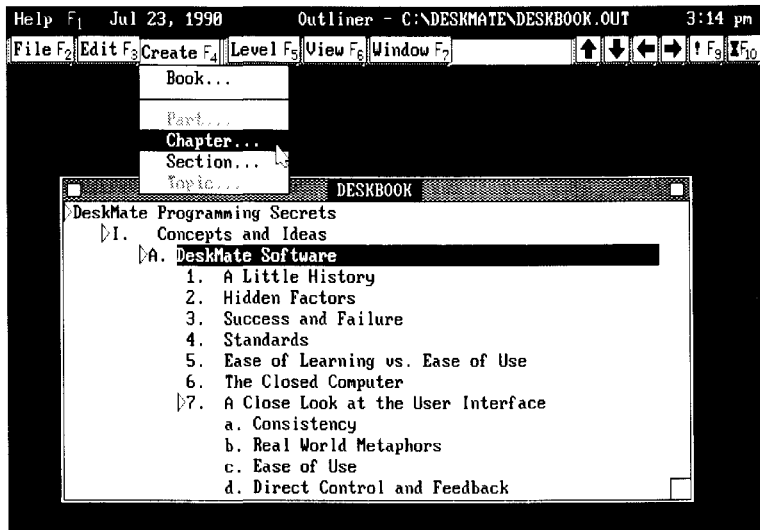 Help F1 Jul 23, 1990 Outliner - C:\DESKMATE\DESKBOOK.OUT 3:14 pm
File F2 Edit F3 Create F4 Level F5 View F6 Window F7 ! F9 F10
Book...
Part...
Chapter...
Section...
Topic...
DESKBOOK
DeskMate Programming Secrets
I. Concepts and Ideas
A. DeskMate Software
1. A Little History
2. Hidden Factors
3. Success and Failure
4. Standards
5. Ease of Learning vs. Ease of Use
6. The Closed Computer
7. A Close Look at the User Interface
a. Consistency
b. Real World Metaphors
c. Ease of Use
d. Direct Control and Feedback